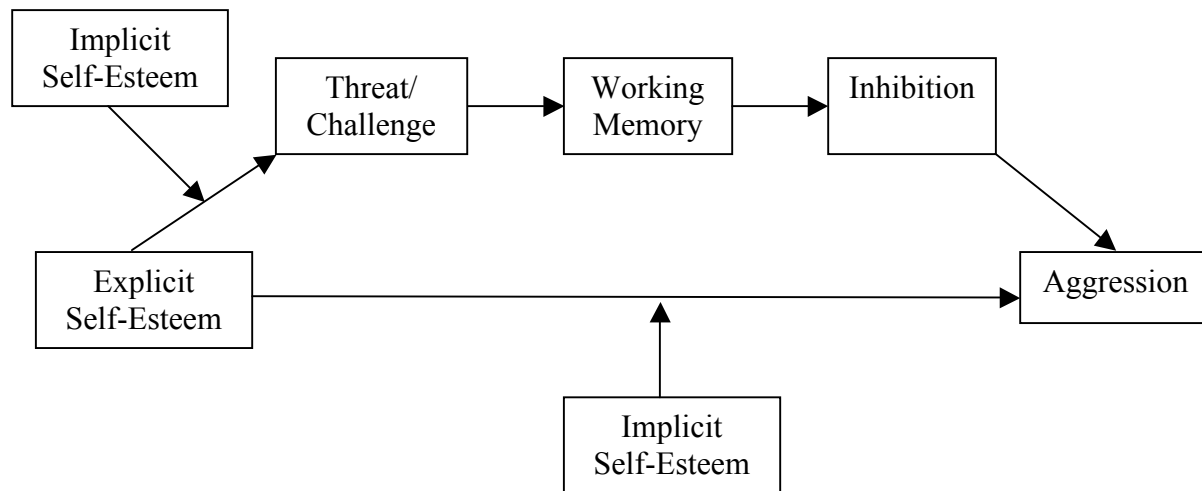 Implicit
Self-Esteem
Threat/
Challenge
Working
Memory
Inhibition
Explicit
Self-Esteem
Aggression
Implicit
Self-Esteem